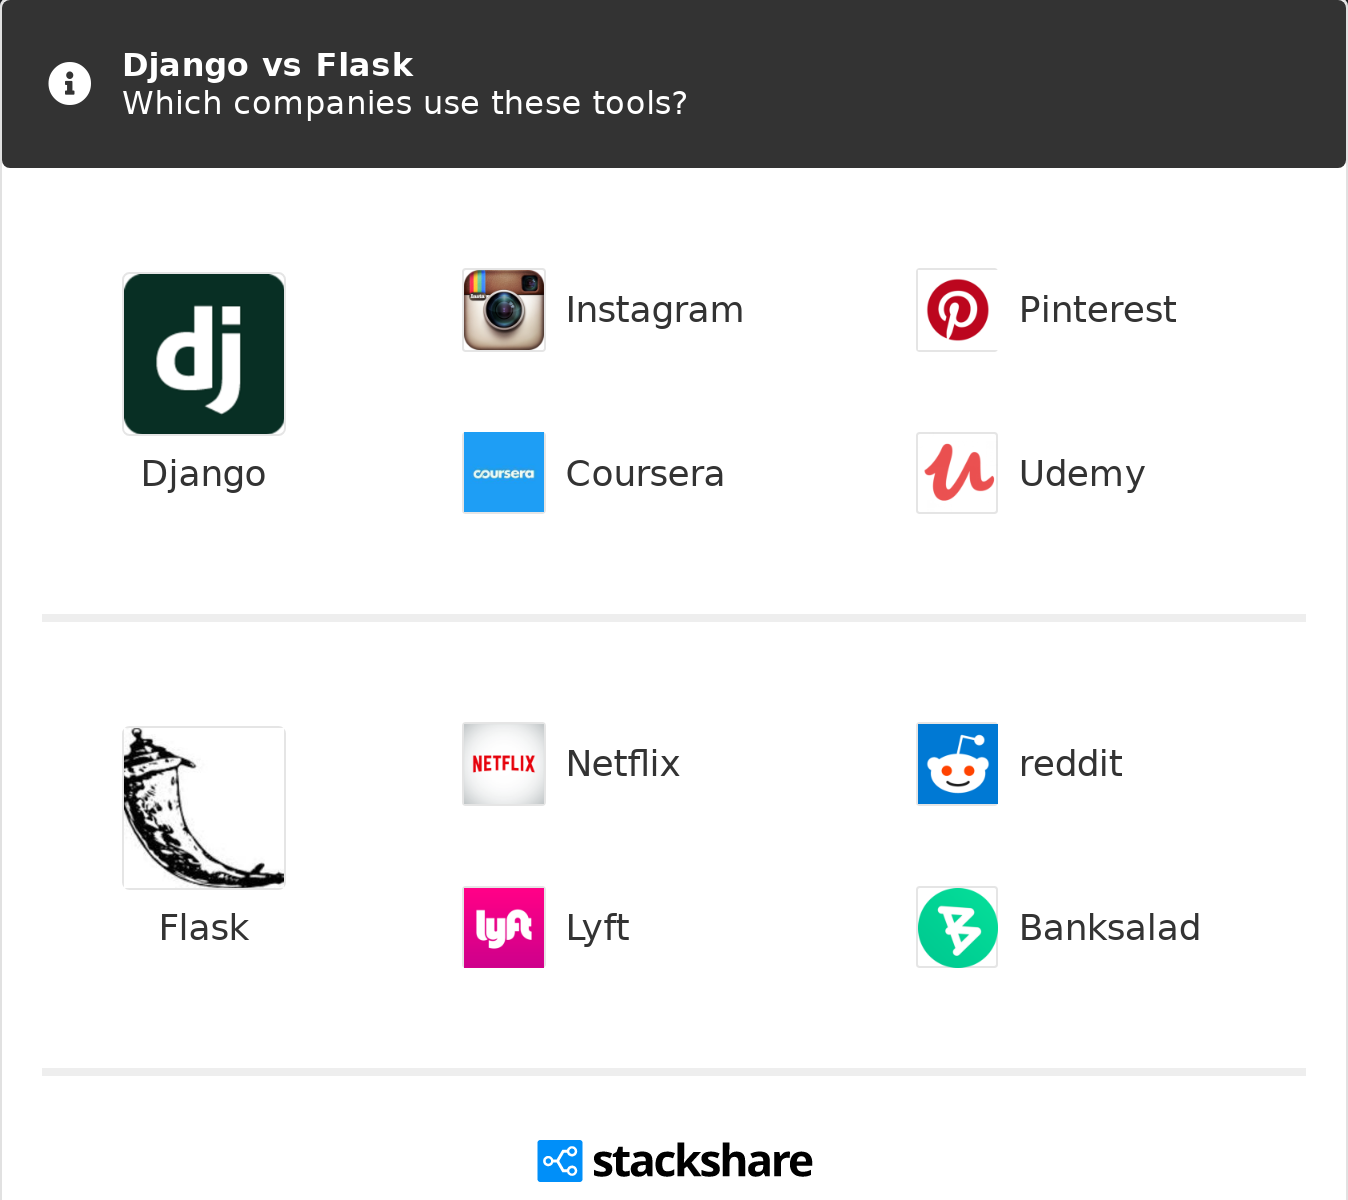 Django vs Flask
Which companies use these tools?
Instagram
Pinterest
dj
Django
coursera
Coursera
Udemy
NETFLIX
Netflix
reddit
Flask
lyft
Lyft
Banksalad
stackshare